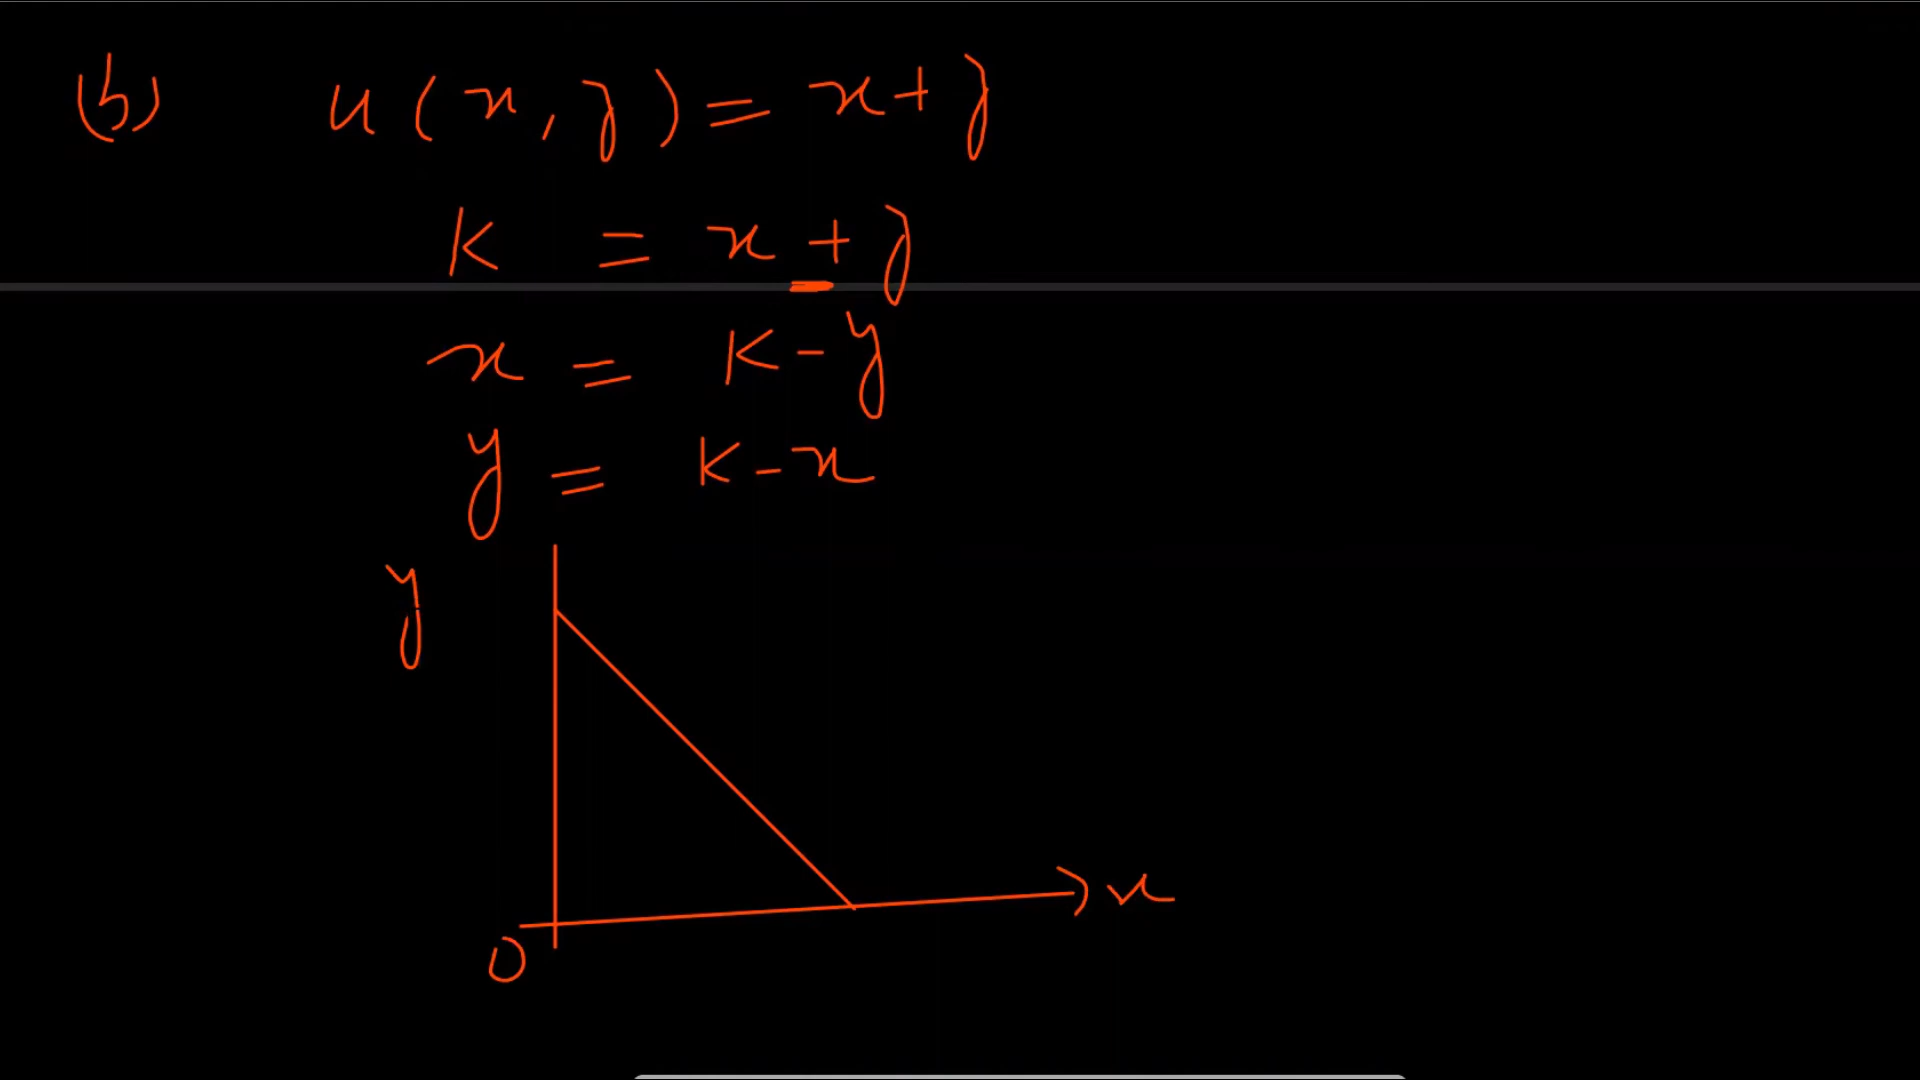 (b) u(x,y) = x+y
K = x+y
x = K-y
y = K-x
y
x
0